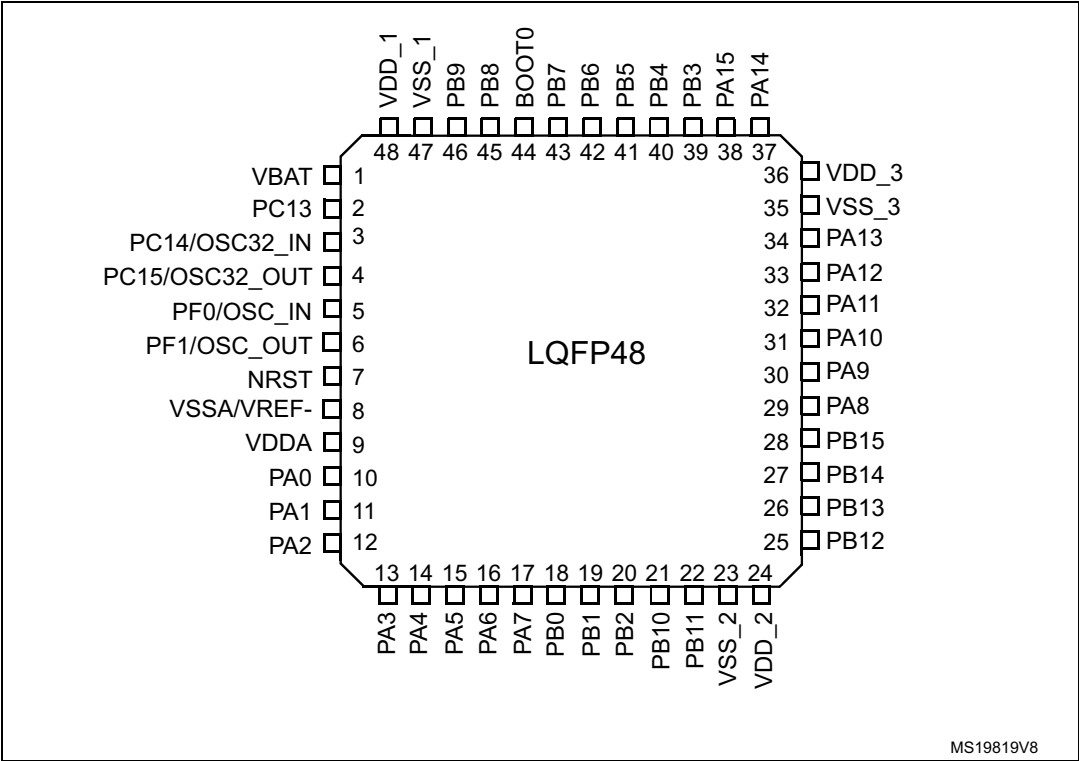 VDD_1
VSS_1
PB9
PB8
BOOT0
PB7
PB6
PB5
PB4
PB3
PA15
PA14
48 47 46 45 44 43 42 41 40 39 38 37
VBAT 1
PC13 2
PC14/OSC32_IN 3
PC15/OSC32_OUT 4
PF0/OSC_IN 5
PF1/OSC_OUT 6
NRST 7
VSSA/VREF- 8
VDDA 9
PA0 10
PA1 11
PA2 12
LQFP48
36 VDD_3
35 VSS_3
34 PA13
33 PA12
32 PA11
31 PA10
30 PA9
29 PA8
28 PB15
27 PB14
26 PB13
25 PB12
13 14 15 16 17 18 19 20 21 22 23 24
PA3
PA4
PA5
PA6
PA7
PB0
PB1
PB2
PB10
PB11
VSS_2
VDD_2
MS19819V8